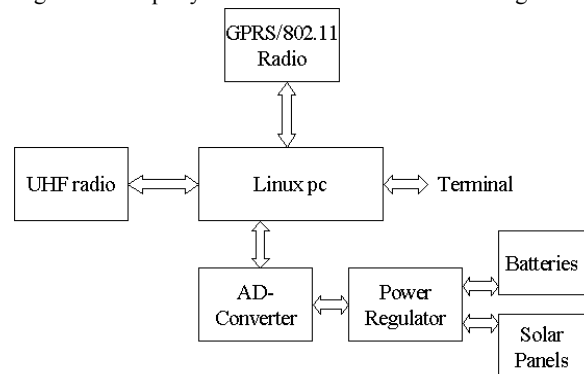 GPRS/802.11
Radio
UHF radio
Linux pc
Terminal
AD-
Converter
Power
Regulator
Batteries
Solar
Panels